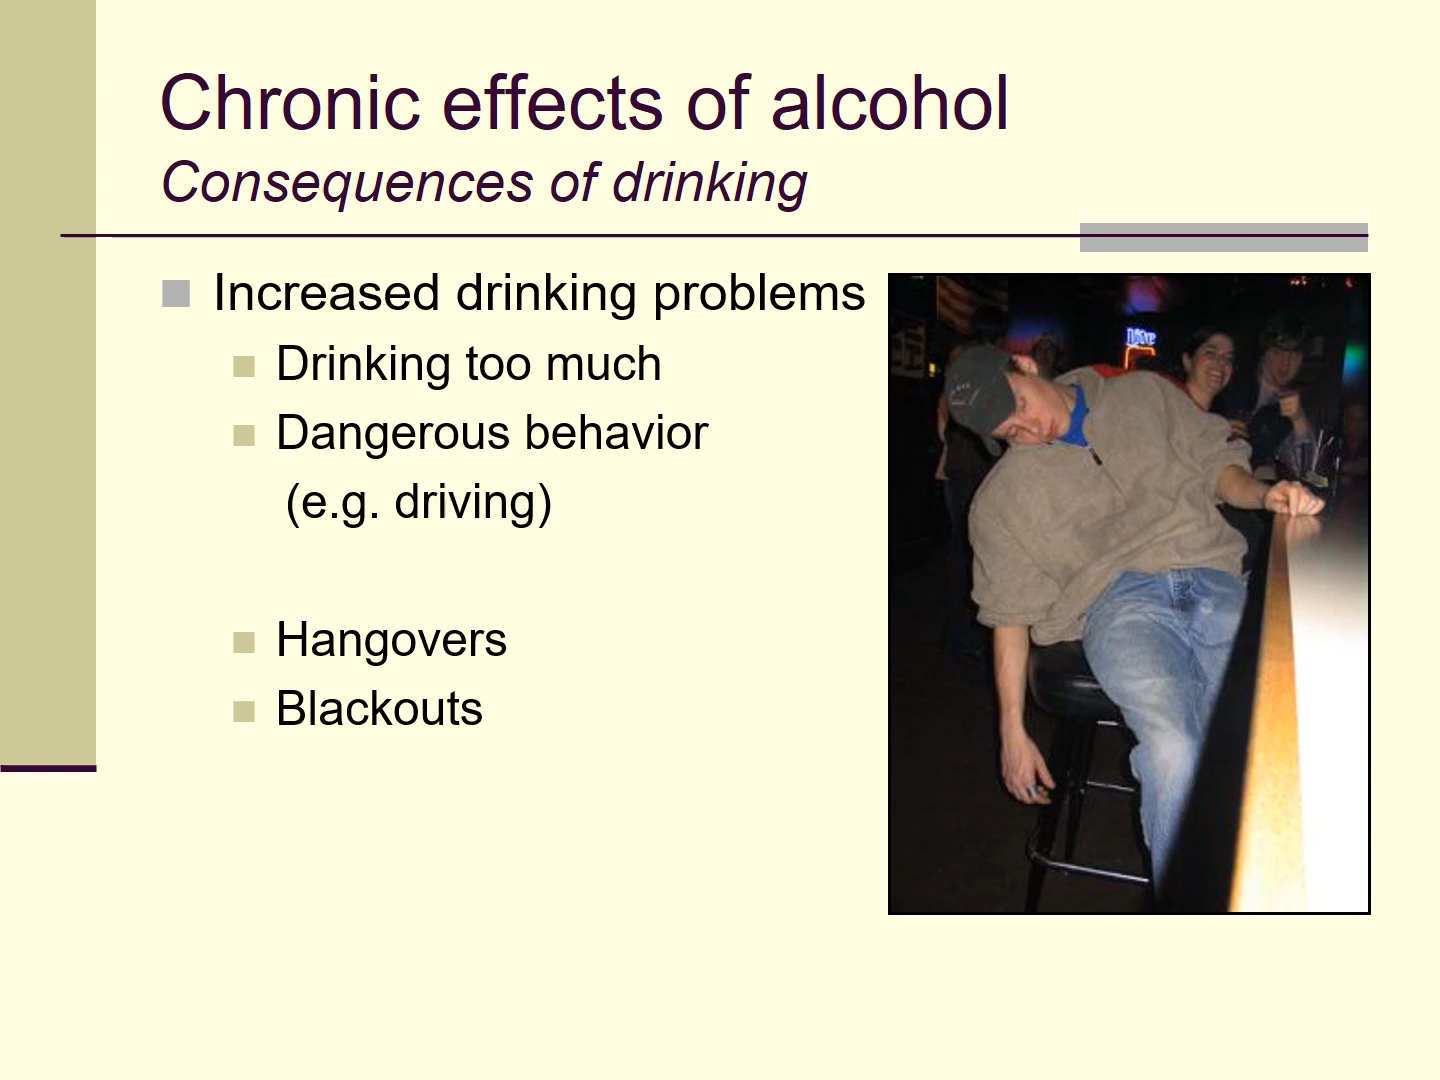 Chronic effects of alcohol
Consequences of drinking
Increased drinking problems
Drinking too much
Dangerous behavior
(e.g. driving)
Hangovers
Blackouts